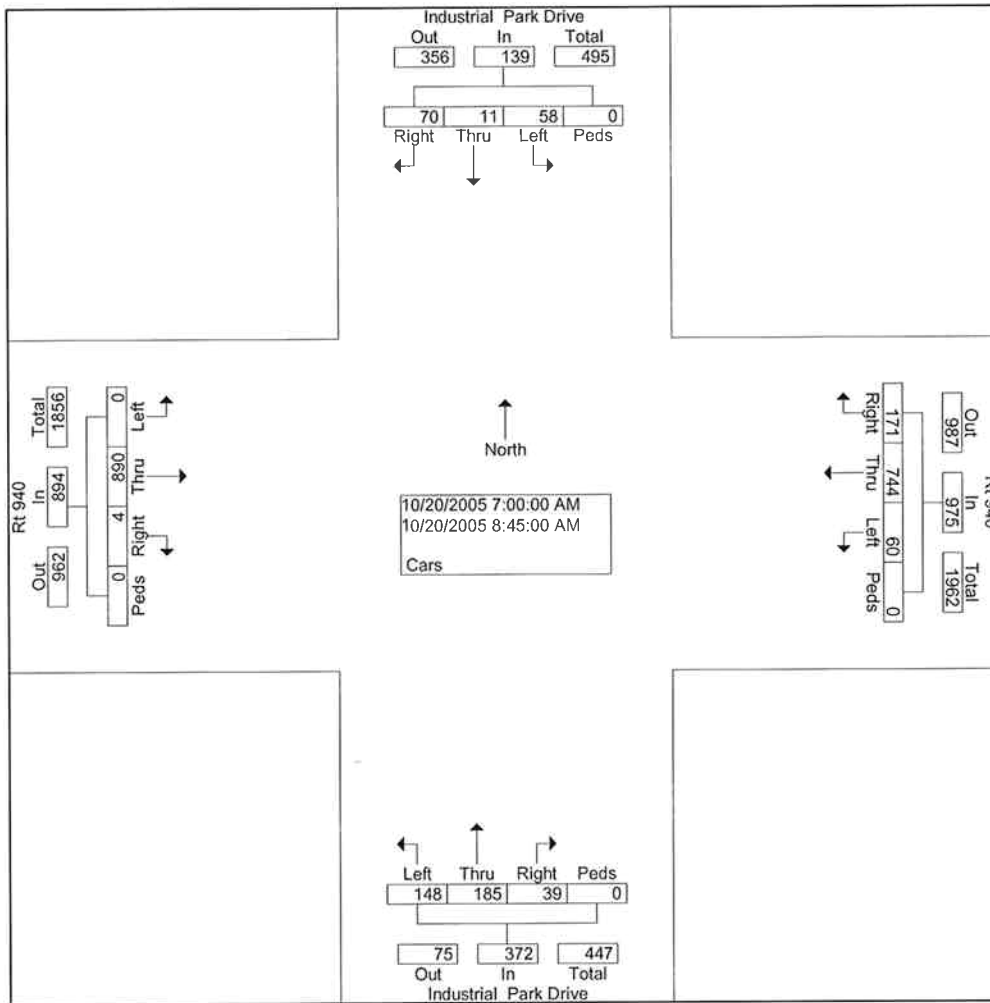 Industrial Park Drive
Out In Total
356 139 495
70 11 58 0
Right Thru Left Peds
Rt 940
Total In Out
1856 894 962
0 890 4 0
Left Thru Right Peds
North
10/20/2005 7:00:00 AM
10/20/2005 8:45:00 AM
Cars
Right Thru Left Peds
171 744 60 0
Out In Total
987 975 1962
Rt 940
Left Thru Right Peds
148 185 39 0
75 372 447
Out In Total
Industrial Park Drive